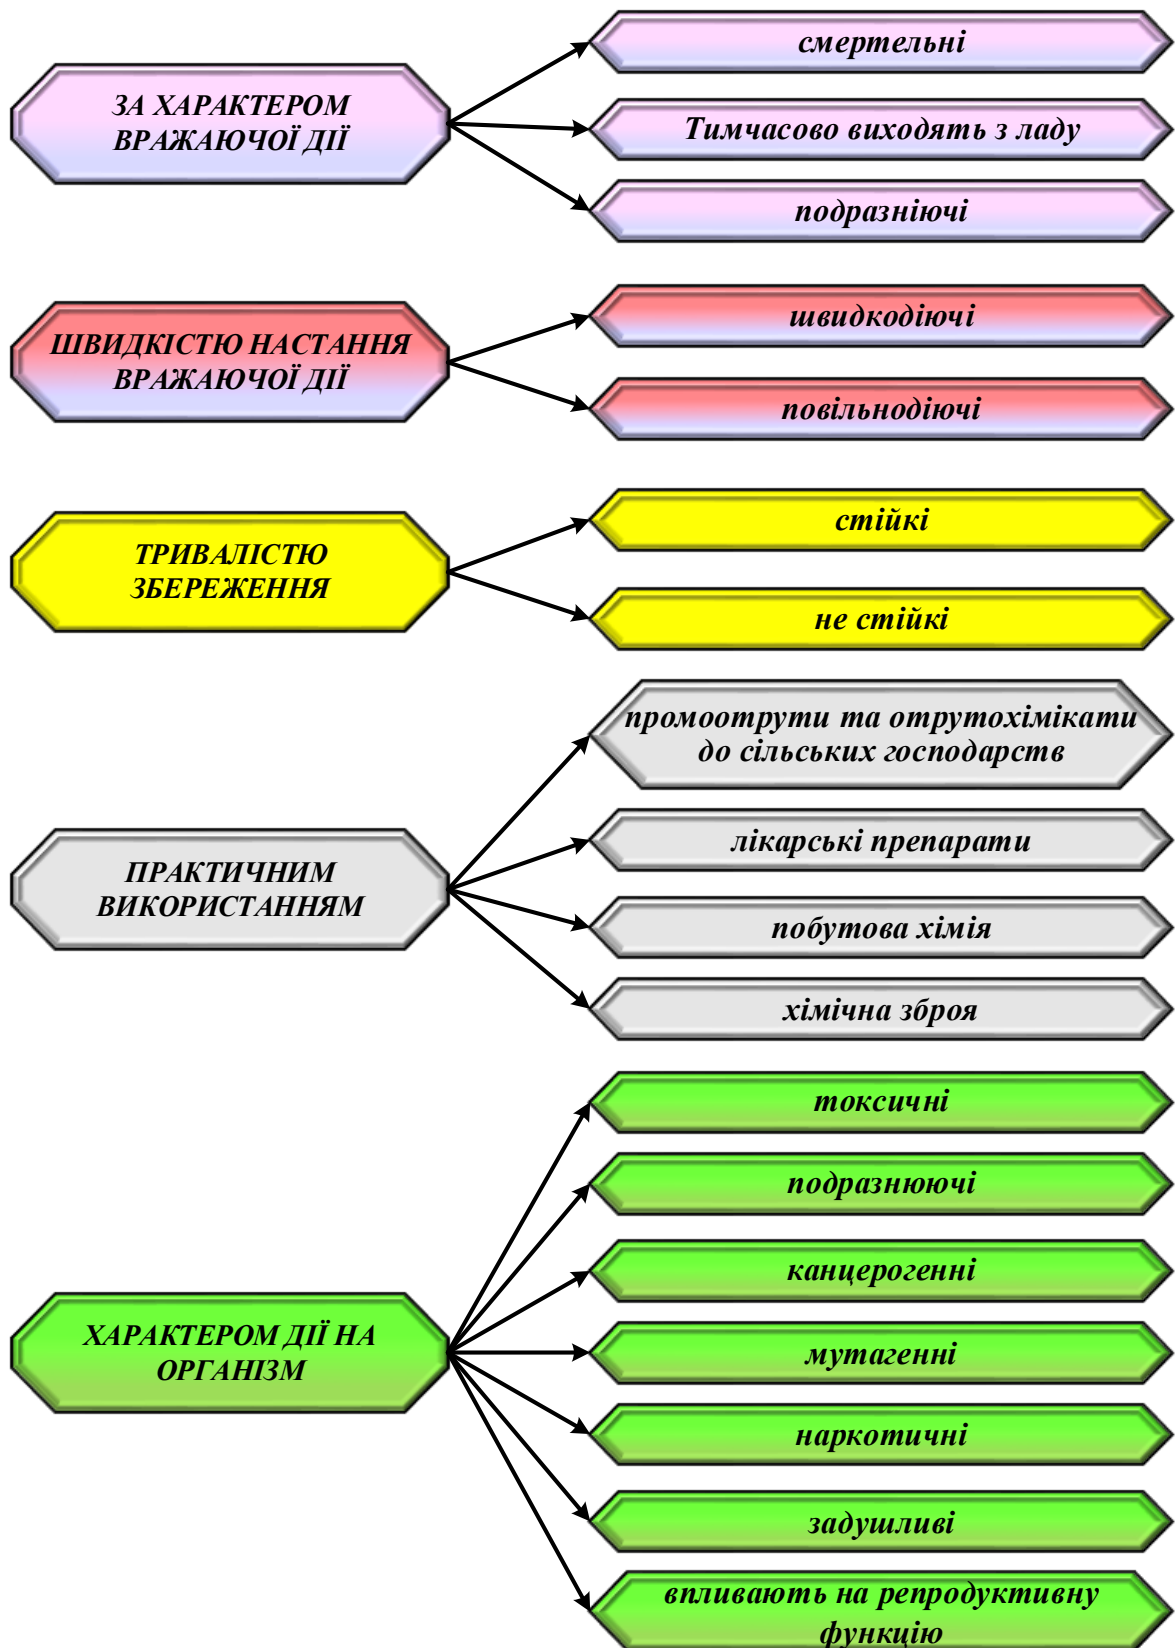 ЗА ХАРАКТЕРОМ
ВРАЖАЮЧОЇ ДІЇ
смертельні
Тимчасово виходять з ладу
подразніючі
ШВИДКІСТЮ НАСТАННЯ
ВРАЖАЮЧОЇ ДІЇ
швидкодіючі
повільнодіючі
ТРИВАЛІСТЮ
ЗБЕРЕЖЕННЯ
стійкі
не стійкі
ПРАКТИЧНИМ
ВИКОРИСТАННЯМ
промоотрути та отрутохімікати
до сільських господарств
лікарські препарати
побутова хімія
хімічна зброя
ХАРАКТЕРОМ ДІЇ НА
ОРГАНІЗМ
токсичні
подразнюючі
канцерогенні
мутагенні
наркотичні
задушливі
впливають на репродуктивну
функцію